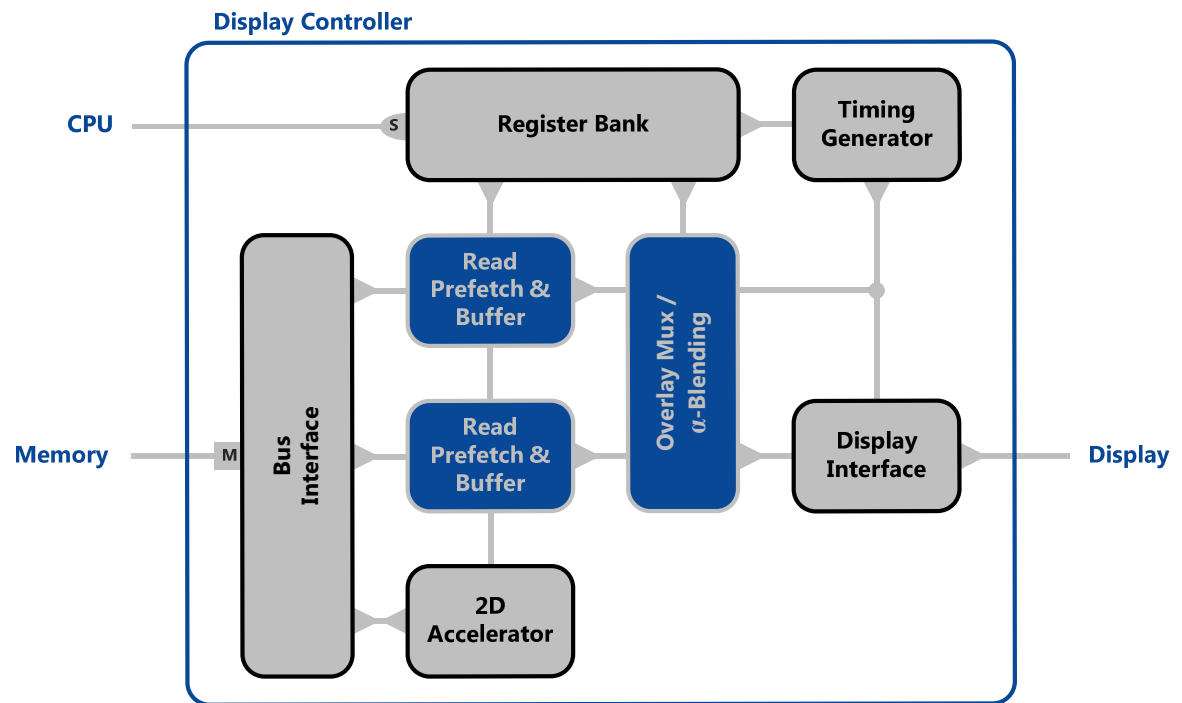 Display Controller
CPU
S
Register Bank
Timing
Generator
Read
Prefetch &
Buffer
Overlay Mux /
α-Blending
Memory
M
Bus
Interface
Read
Prefetch &
Buffer
Display
Interface
Display
2D
Accelerator